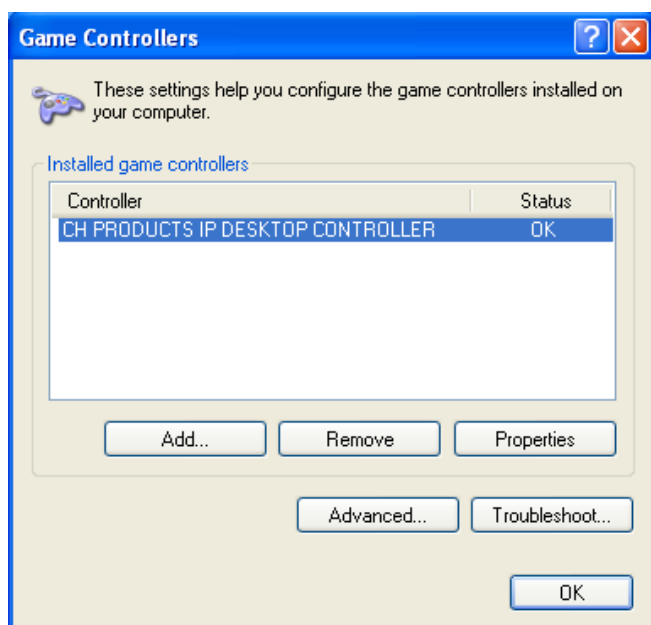 Game Controllers
These settings help you configure the game controllers installed on
your computer.
Installed game controllers
Controller Status
CH PRODUCTS IP DESKTOP CONTROLLER OK
Add... Remove Properties
Advanced... Troubleshoot...
OK